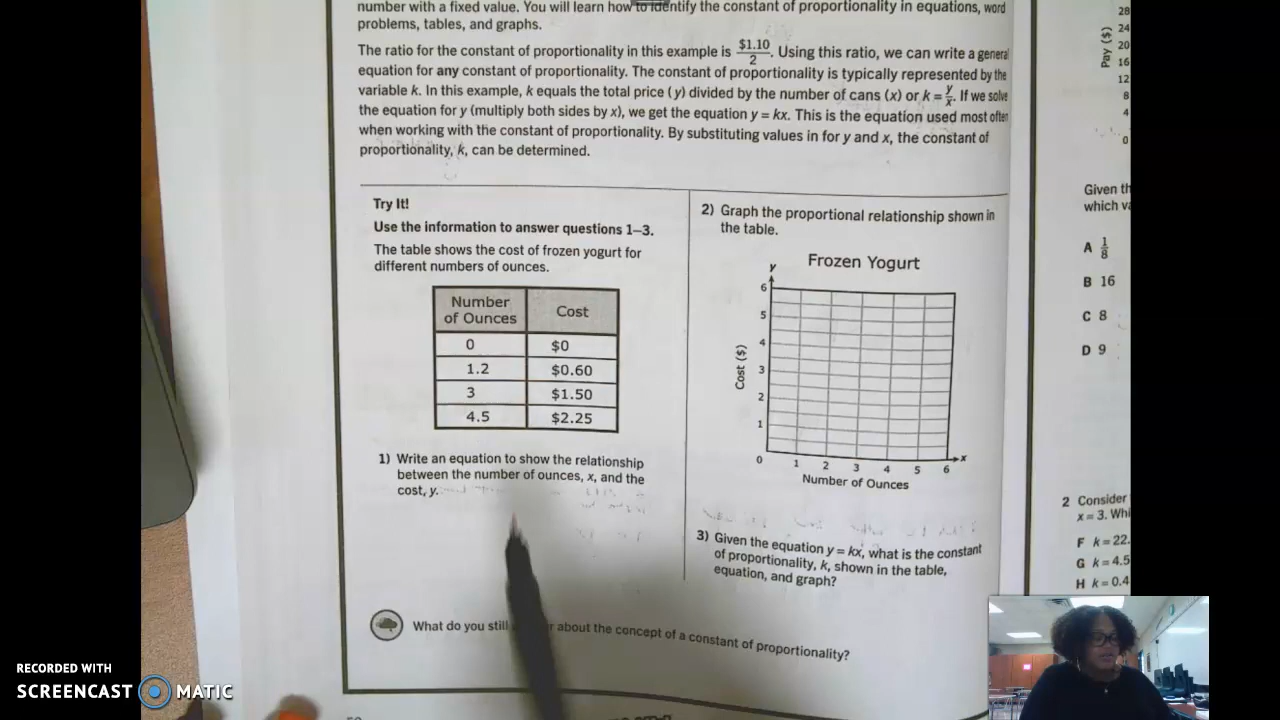 number with a fixed value. You will learn how to identify the constant of proportionality in equations, word
problems, tables, and graphs.
The ratio for the constant of proportionality in this example is $1.10/2. Using this ratio, we can write a general
equation for any constant of proportionality. The constant of proportionality is typically represented by the
variable k. In this example, k equals the total price (y) divided by the number of cans (x) or k = y/x. If we solve
the equation for y (multiply both sides by x), we get the equation y = kx. This is the equation used most often
when working with the constant of proportionality. By substituting values in for y and x, the constant of
proportionality, k, can be determined.
Try It!
Use the information to answer questions 1–3.
The table shows the cost of frozen yogurt for
different numbers of ounces.
Number of Ounces Cost
0 $0
1.2 $0.60
3 $1.50
4.5 $2.25
1) Write an equation to show the relationship
between the number of ounces, x, and the
cost, y.
2) Graph the proportional relationship shown in
the table.
Frozen Yogurt
y
6
5
4
3
2
1
0
Cost ($)
1 2 3 4 5 6 x
Number of Ounces
3) Given the equation y = kx, what is the constant
of proportionality, k, shown in the table,
equation, and graph?
What do you still about the concept of a constant of proportionality?
Pay ($)
28
24
20
16
12
8
4
0
Given
which
A 1/8
B 16
C 8
D 9
2 Consider
x = 3.
F k = 22.
G k = 4.5
H k = 0.4
RECORDED WITH
SCREENCAST MATIC